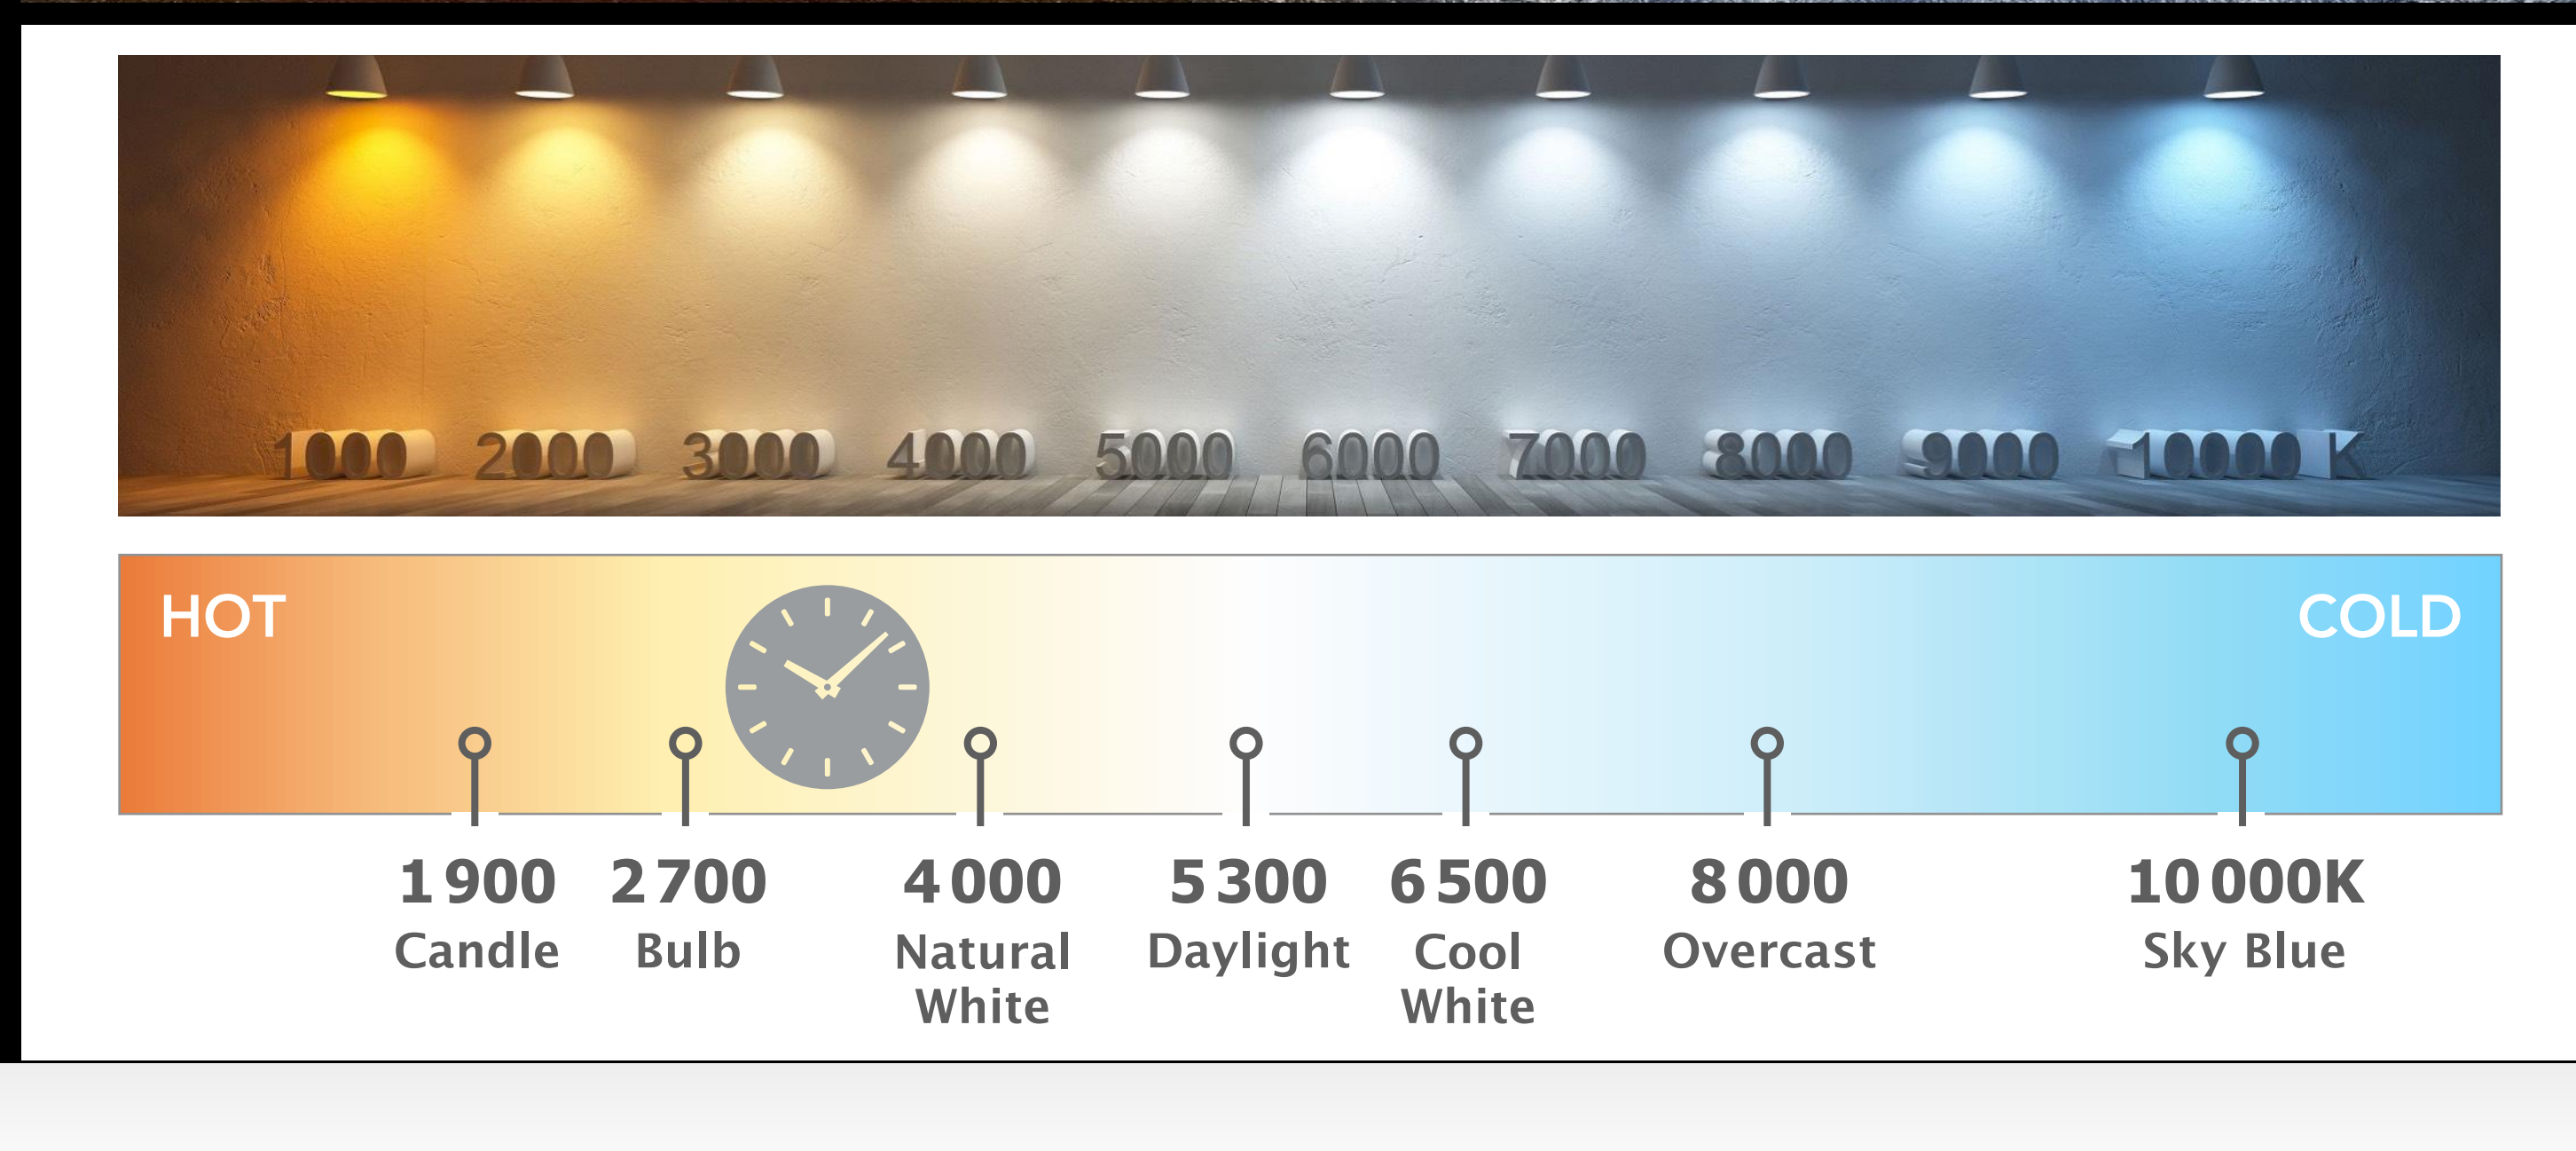 1000 2000 3000 4000 5000 6000 7000 8000 9000 10000 K
HOT COLD
1 900 2 700 4 000 5 300 6 500 8 000 10 000K
Candle Bulb Natural Daylight Cool Overcast Sky Blue
White White